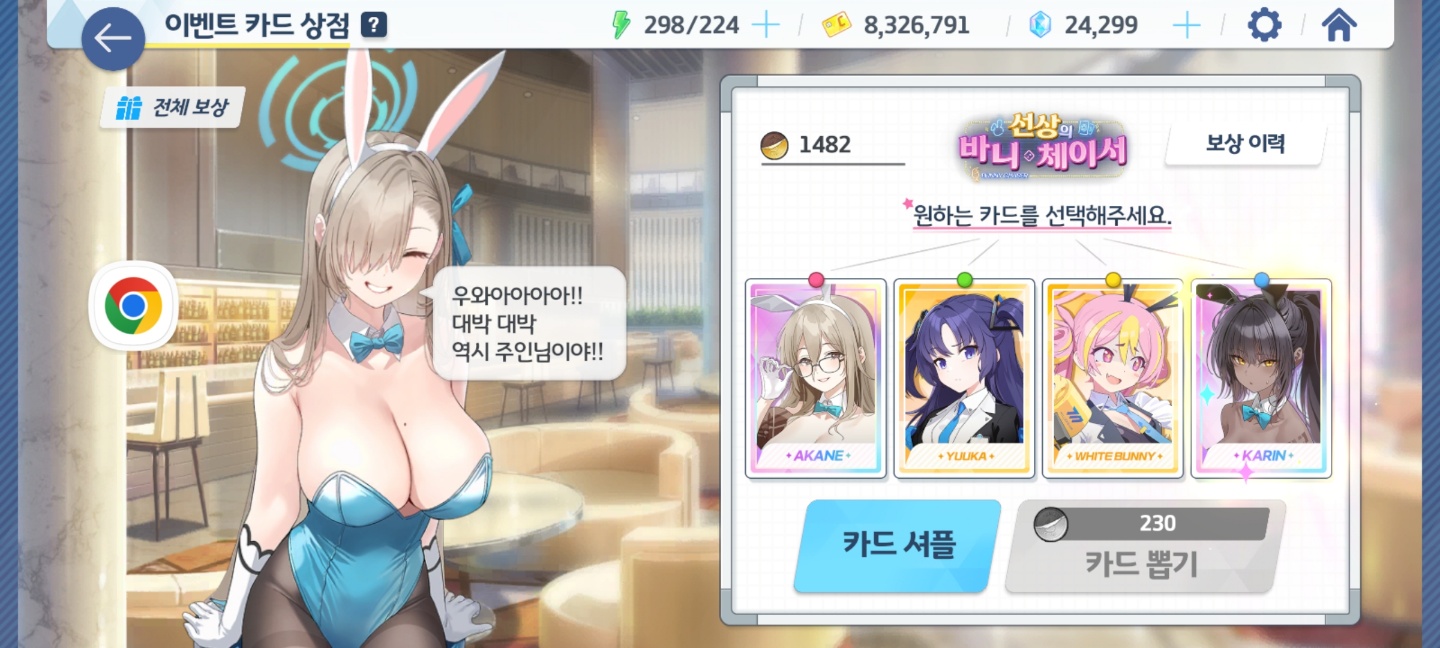 이벤트 카드 상점 ?
298/224
8,326,791
24,299
전체 보상
1482
선상의
바니 체이서
보상 이력
원하는 카드를 선택해주세요.
우와아아아아!!
대박 대박
역시 주인님이야!!
AKANE
YUUKA
WHITE BUNNY
KARIN
카드 셔플
230
카드 뽑기